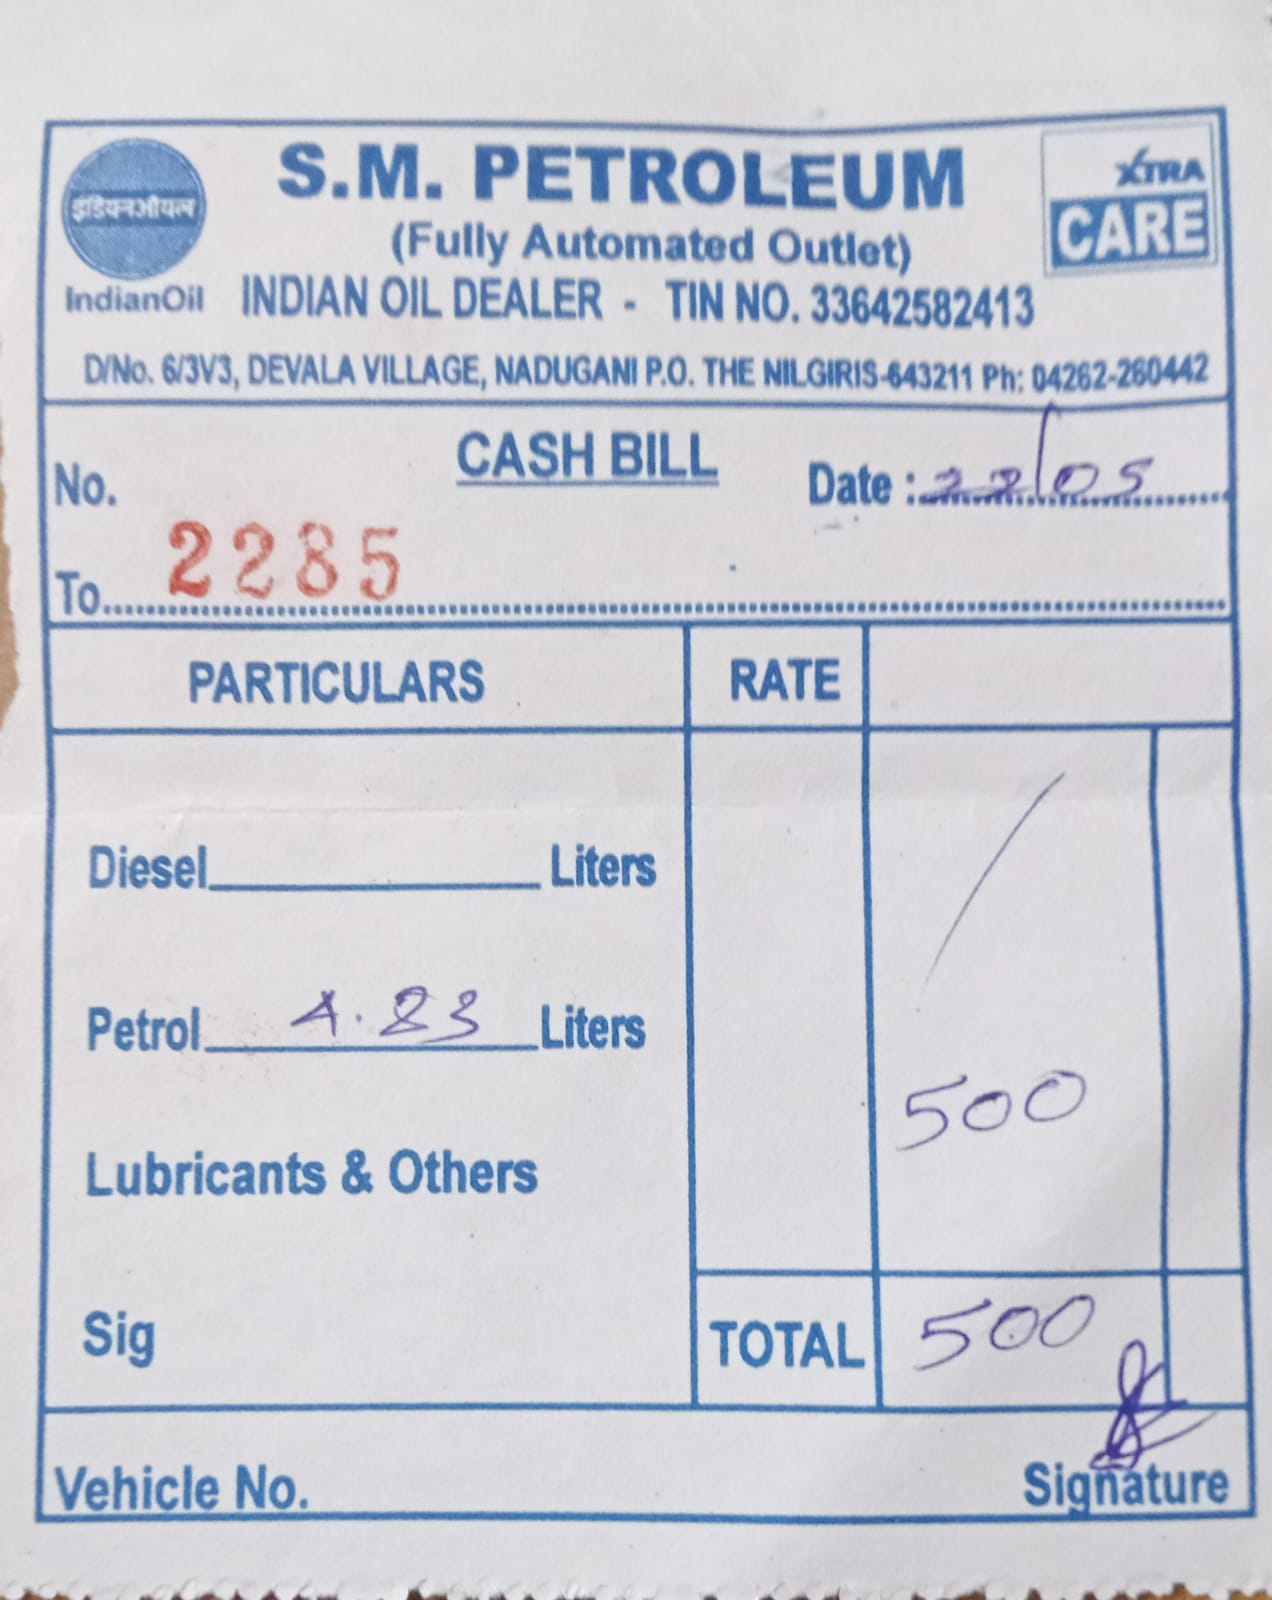 S.M. PETROLEUM
(Fully Automated Outlet)
इंडियनऑयल
IndianOil
XTRA
CARE
INDIAN OIL DEALER - TIN NO. 33642582413
D/No. 6/3V3, DEVALA VILLAGE, NADUGANI P.O. THE NILGIRIS-643211 Ph: 04262-260442
CASH BILL
No. 2285
Date : 22/05
To
PARTICULARS RATE
Diesel Liters
Petrol 4.83 Liters
500
Lubricants & Others
Sig
TOTAL 500
Vehicle No.
Signature